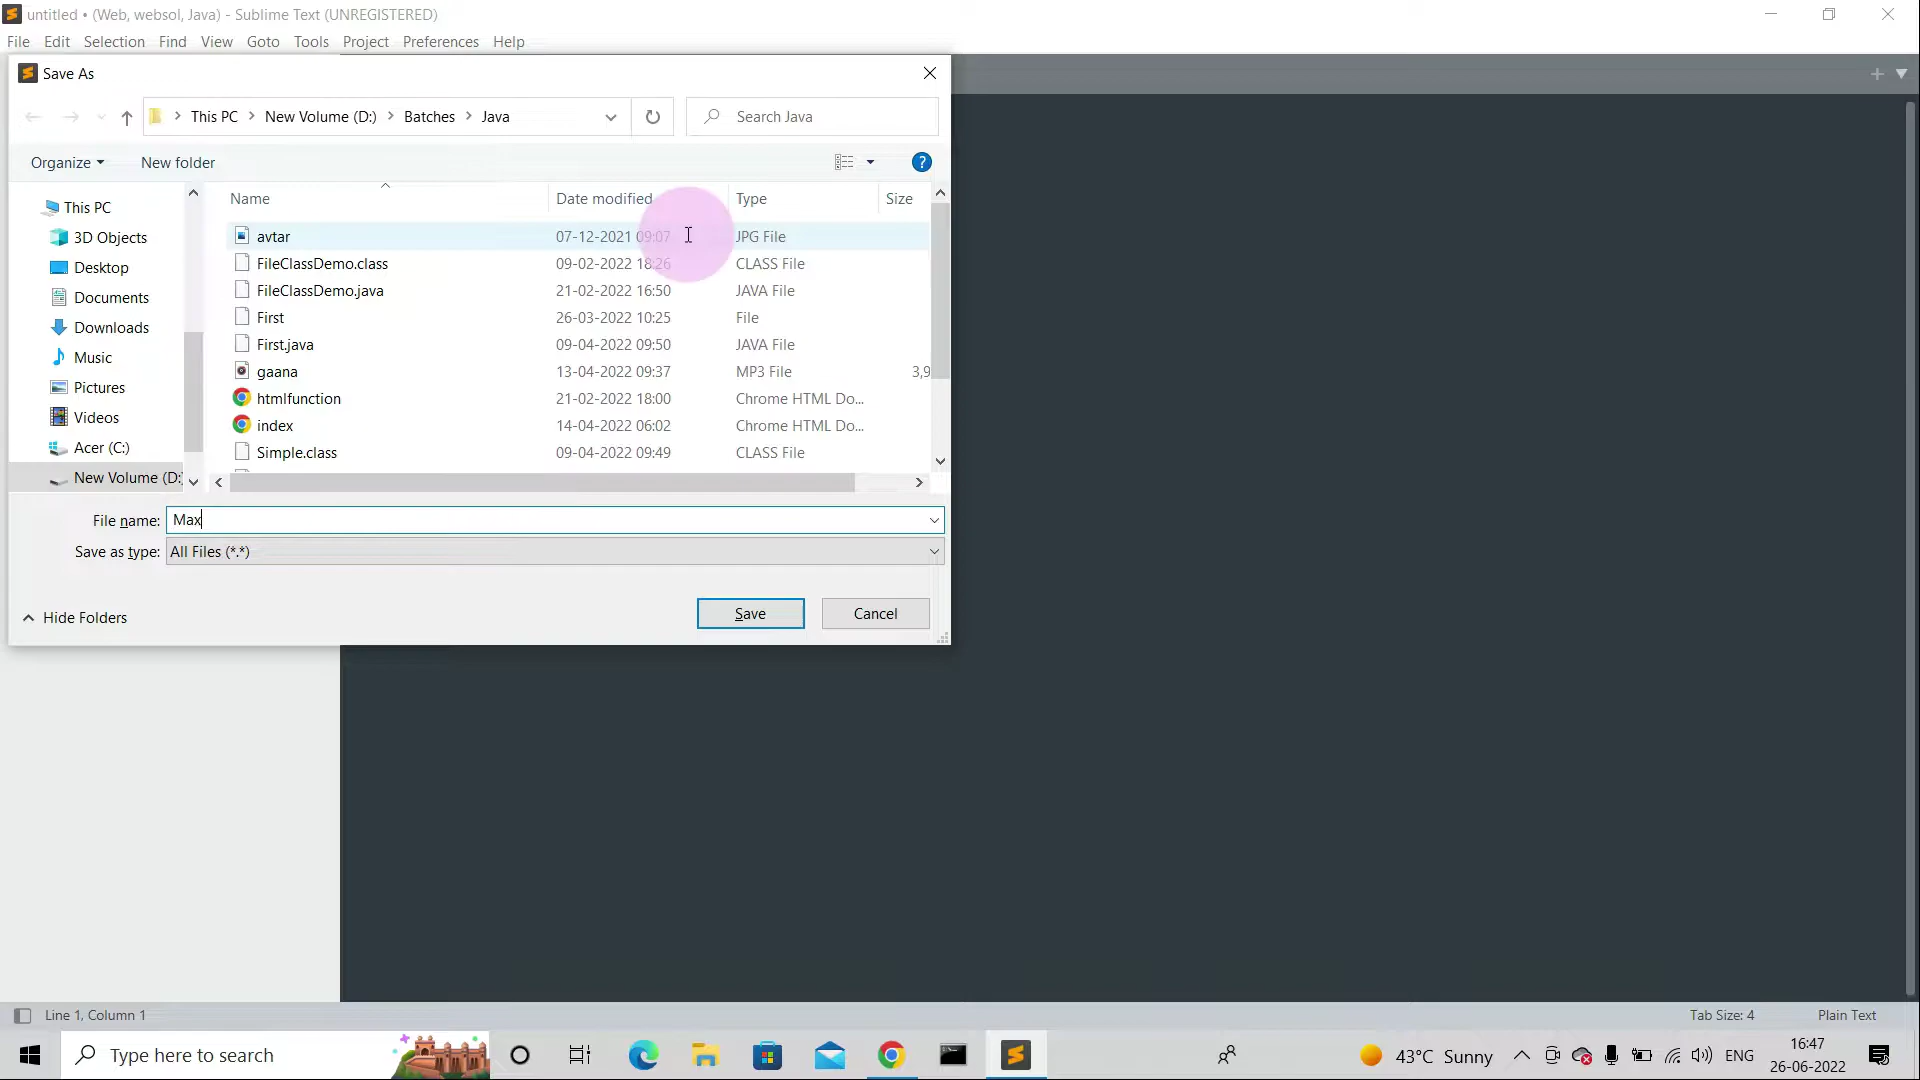 untitled • (Web, websol, Java) - Sublime Text (UNREGISTERED)
File Edit Selection Find View Goto Tools Project Preferences Help
Save As
This PC > New Volume (D:) > Batches > Java
Search Java
Organize New folder
Name Date modified Type Size
avtar 07-12-2021 09:07 JPG File
FileClassDemo.class 09-02-2022 18:26 CLASS File
FileClassDemo.java 21-02-2022 16:50 JAVA File
First 26-03-2022 10:25 File
First.java 09-04-2022 09:50 JAVA File
gaana 13-04-2022 09:37 MP3 File 3,9
htmlfunction 21-02-2022 18:00 Chrome HTML Do...
index 14-04-2022 06:02 Chrome HTML Do...
Simple.class 09-04-2022 09:49 CLASS File
This PC
3D Objects
Desktop
Documents
Downloads
Music
Pictures
Videos
Acer (C:)
New Volume (D:
File name: Max
Save as type: All Files (*.*)
Hide Folders
Save Cancel
Line 1, Column 1
Tab Size: 4 Plain Text
Type here to search
43°C Sunny
ENG
16:47
26-06-2022